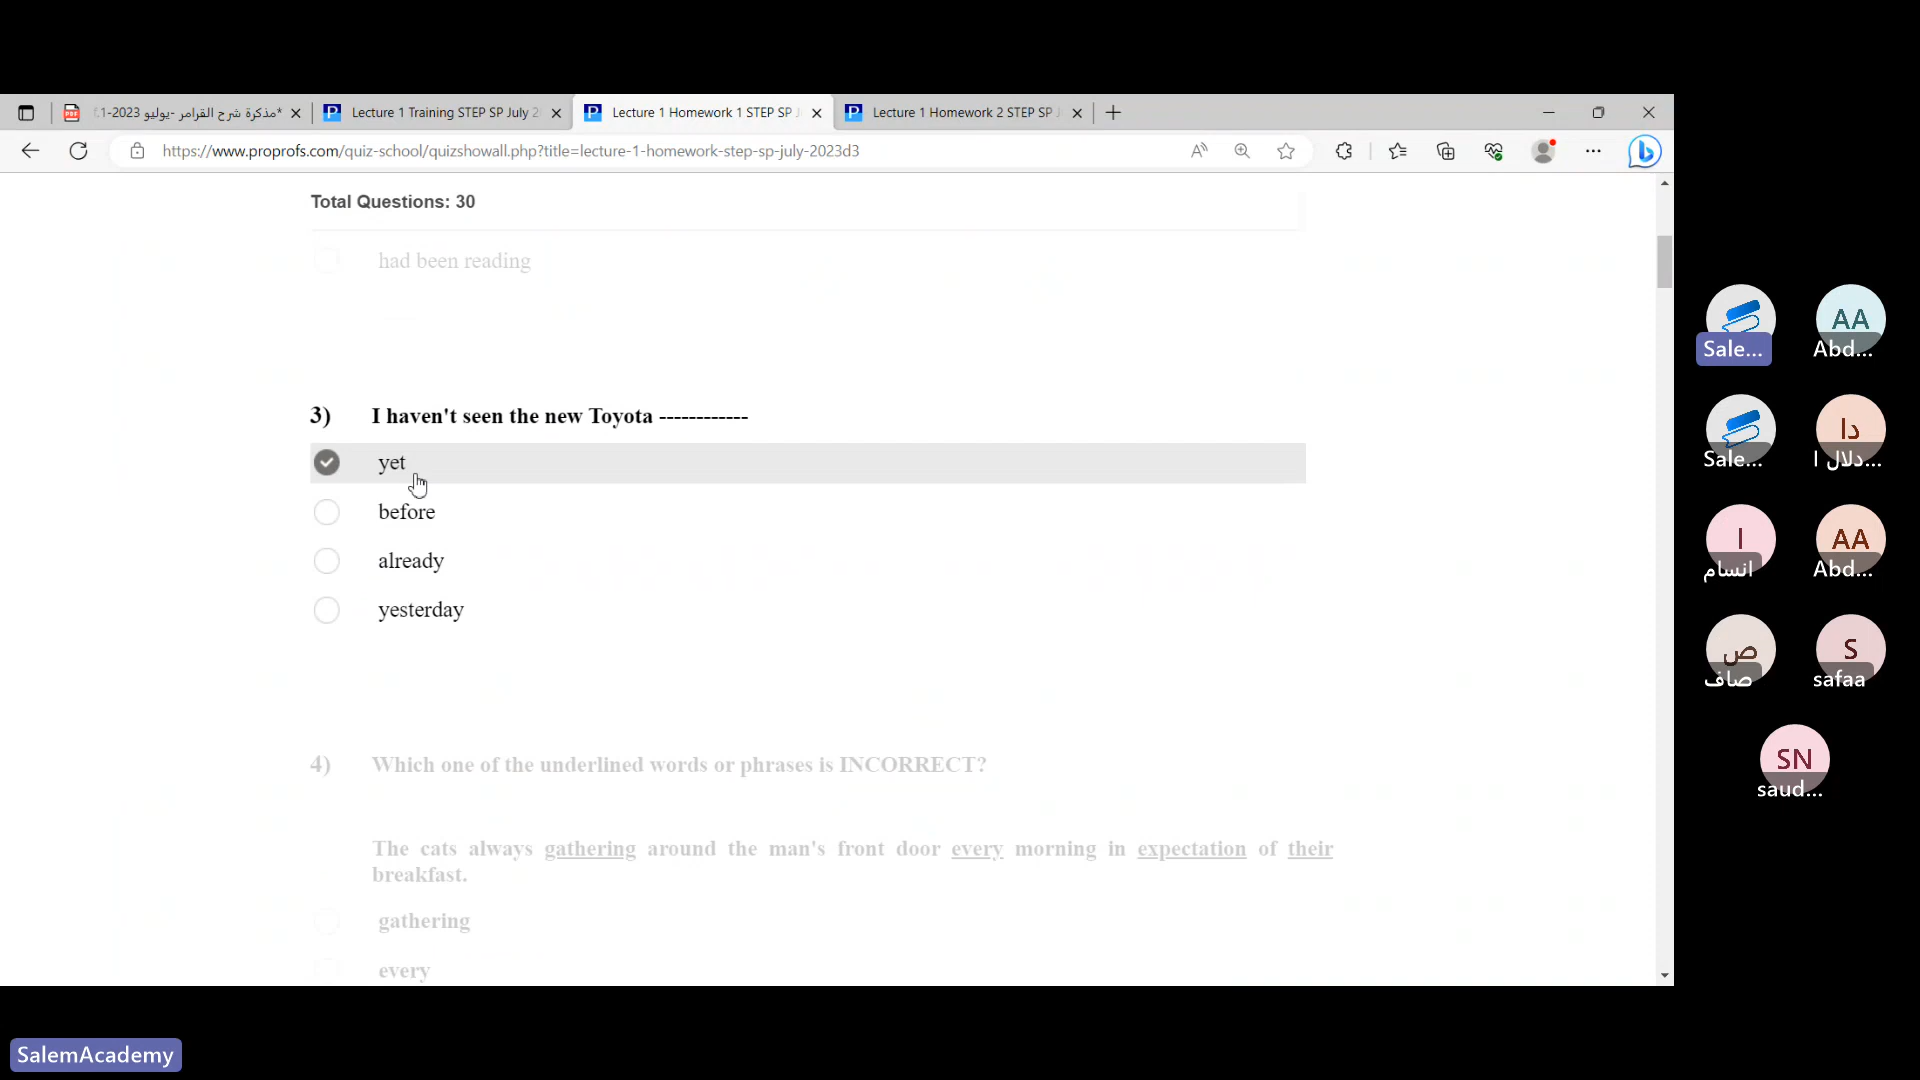 *مذكرة شرح القرامر -يوليو 2023-1
Lecture 1 Training STEP SP July 2
Lecture 1 Homework 1 STEP SP J
Lecture 1 Homework 2 STEP SP J
https://www.proprofs.com/quiz-school/quizshowall.php?title=lecture-1-homework-step-sp-july-2023d3
Total Questions: 30
had been reading
3) I haven't seen the new Toyota ------------
yet
before
already
yesterday
4) Which one of the underlined words or phrases is INCORRECT?
The cats always gathering around the man's front door every morning in expectation of their
breakfast.
gathering
every
Sale...
AA
Abd...
Sale...
دا
دلال ا...
ا
انسام
AA
Abd...
ص
صاف
S
safaa
SN
saud...
SalemAcademy